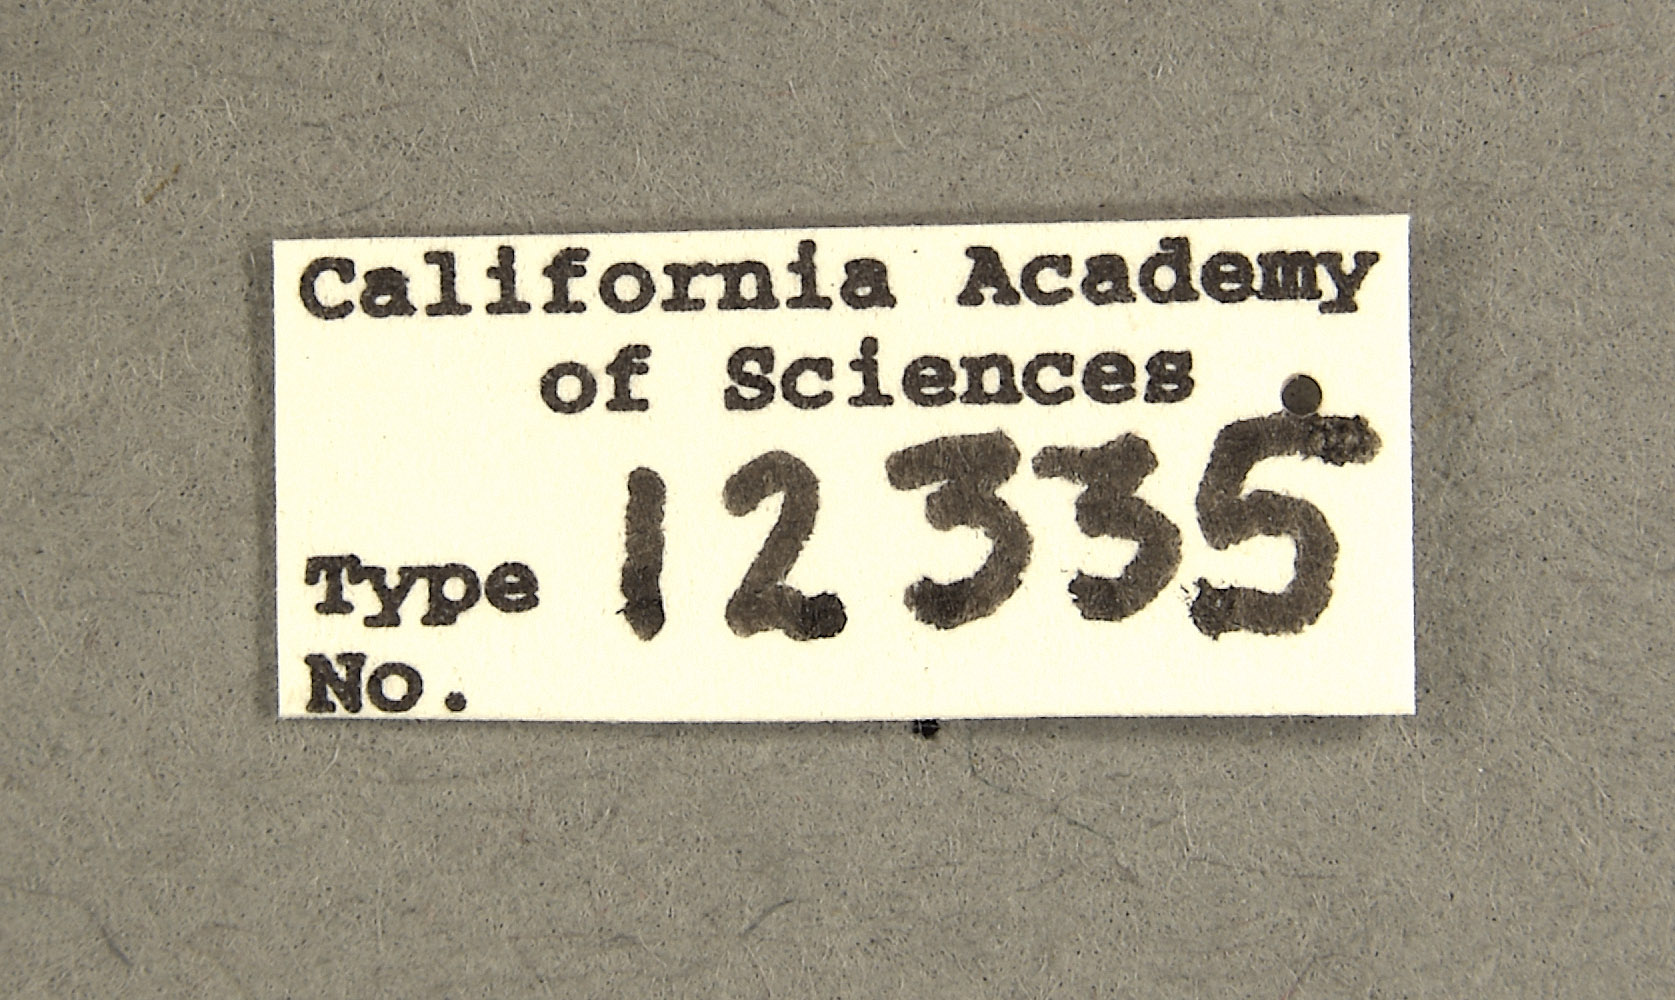 California Academy
of Sciences
Type 12335
No.